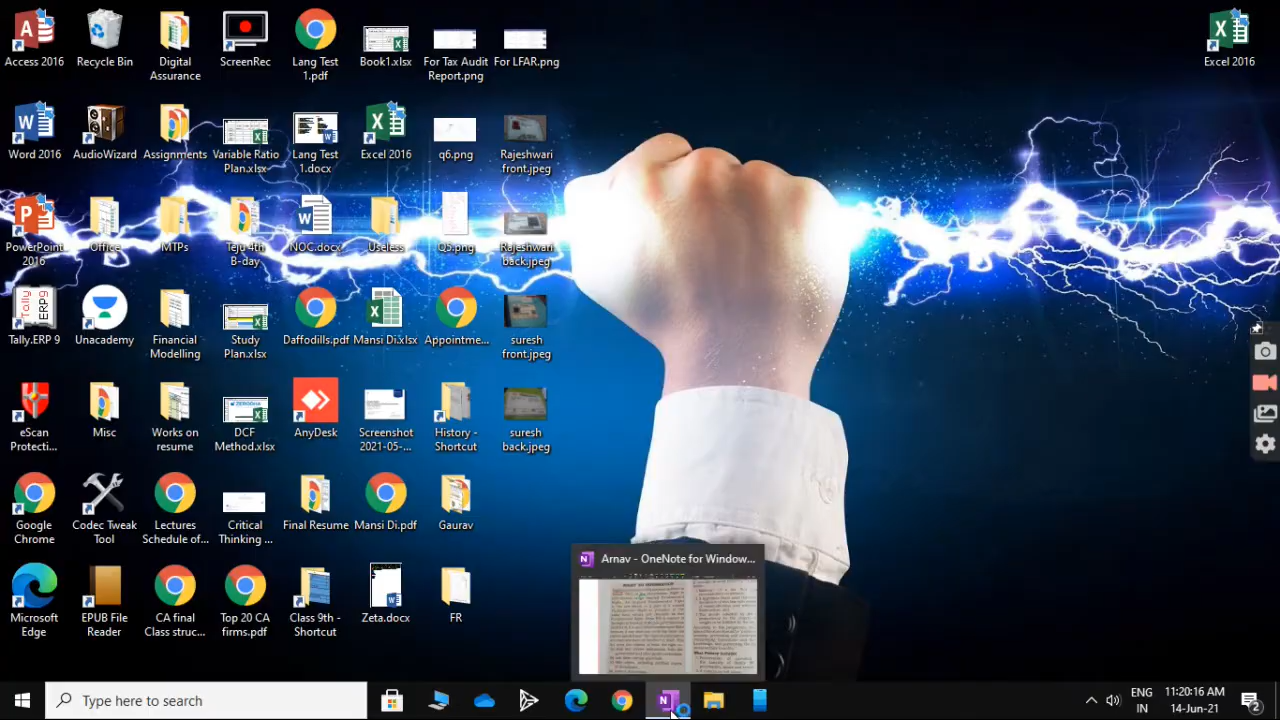 Access 2016
Recycle Bin
Digital
Assurance
ScreenRec
Lang Test
1.pdf
Book1.xlsx
For Tax Audit
Report.png
For LFAR.png
Excel 2016
Word 2016
AudioWizard
Assignments
Variable Ratio
Plan.xlsx
Lang Test
1.docx
Excel 2016
q6.png
Rajeshwari
front.jpeg
PowerPoint
2016
Office
MTPs
Teju 4th
B-day
NOC.docx
Useless
Q5.png
Rajeshwari
back.jpeg
Tally.ERP 9
Unacademy
Financial
Modelling
Study
Plan.xlsx
Daffodills.pdf
Mansi Di.xlsx
Appointme...
suresh
front.jpeg
eScan
Protecti...
Misc
Works on
resume
DCF
Method.xlsx
AnyDesk
Screenshot
2021-05-...
History -
Shortcut
suresh
back.jpeg
Google
Chrome
Codec Tweak
Tool
Lectures
Schedule of...
Critical
Thinking ...
Final Resume
Mansi Di.pdf
Gaurav
EPUB File
Reader
CA final
Class struc...
Top 20 CA
firms.pdf
Class 9th -
Shortcut
Zeta.docx
FR
Arnav - OneNote for Window...
Type here to search
ENG
IN
11:20:16 AM
14-Jun-21
2